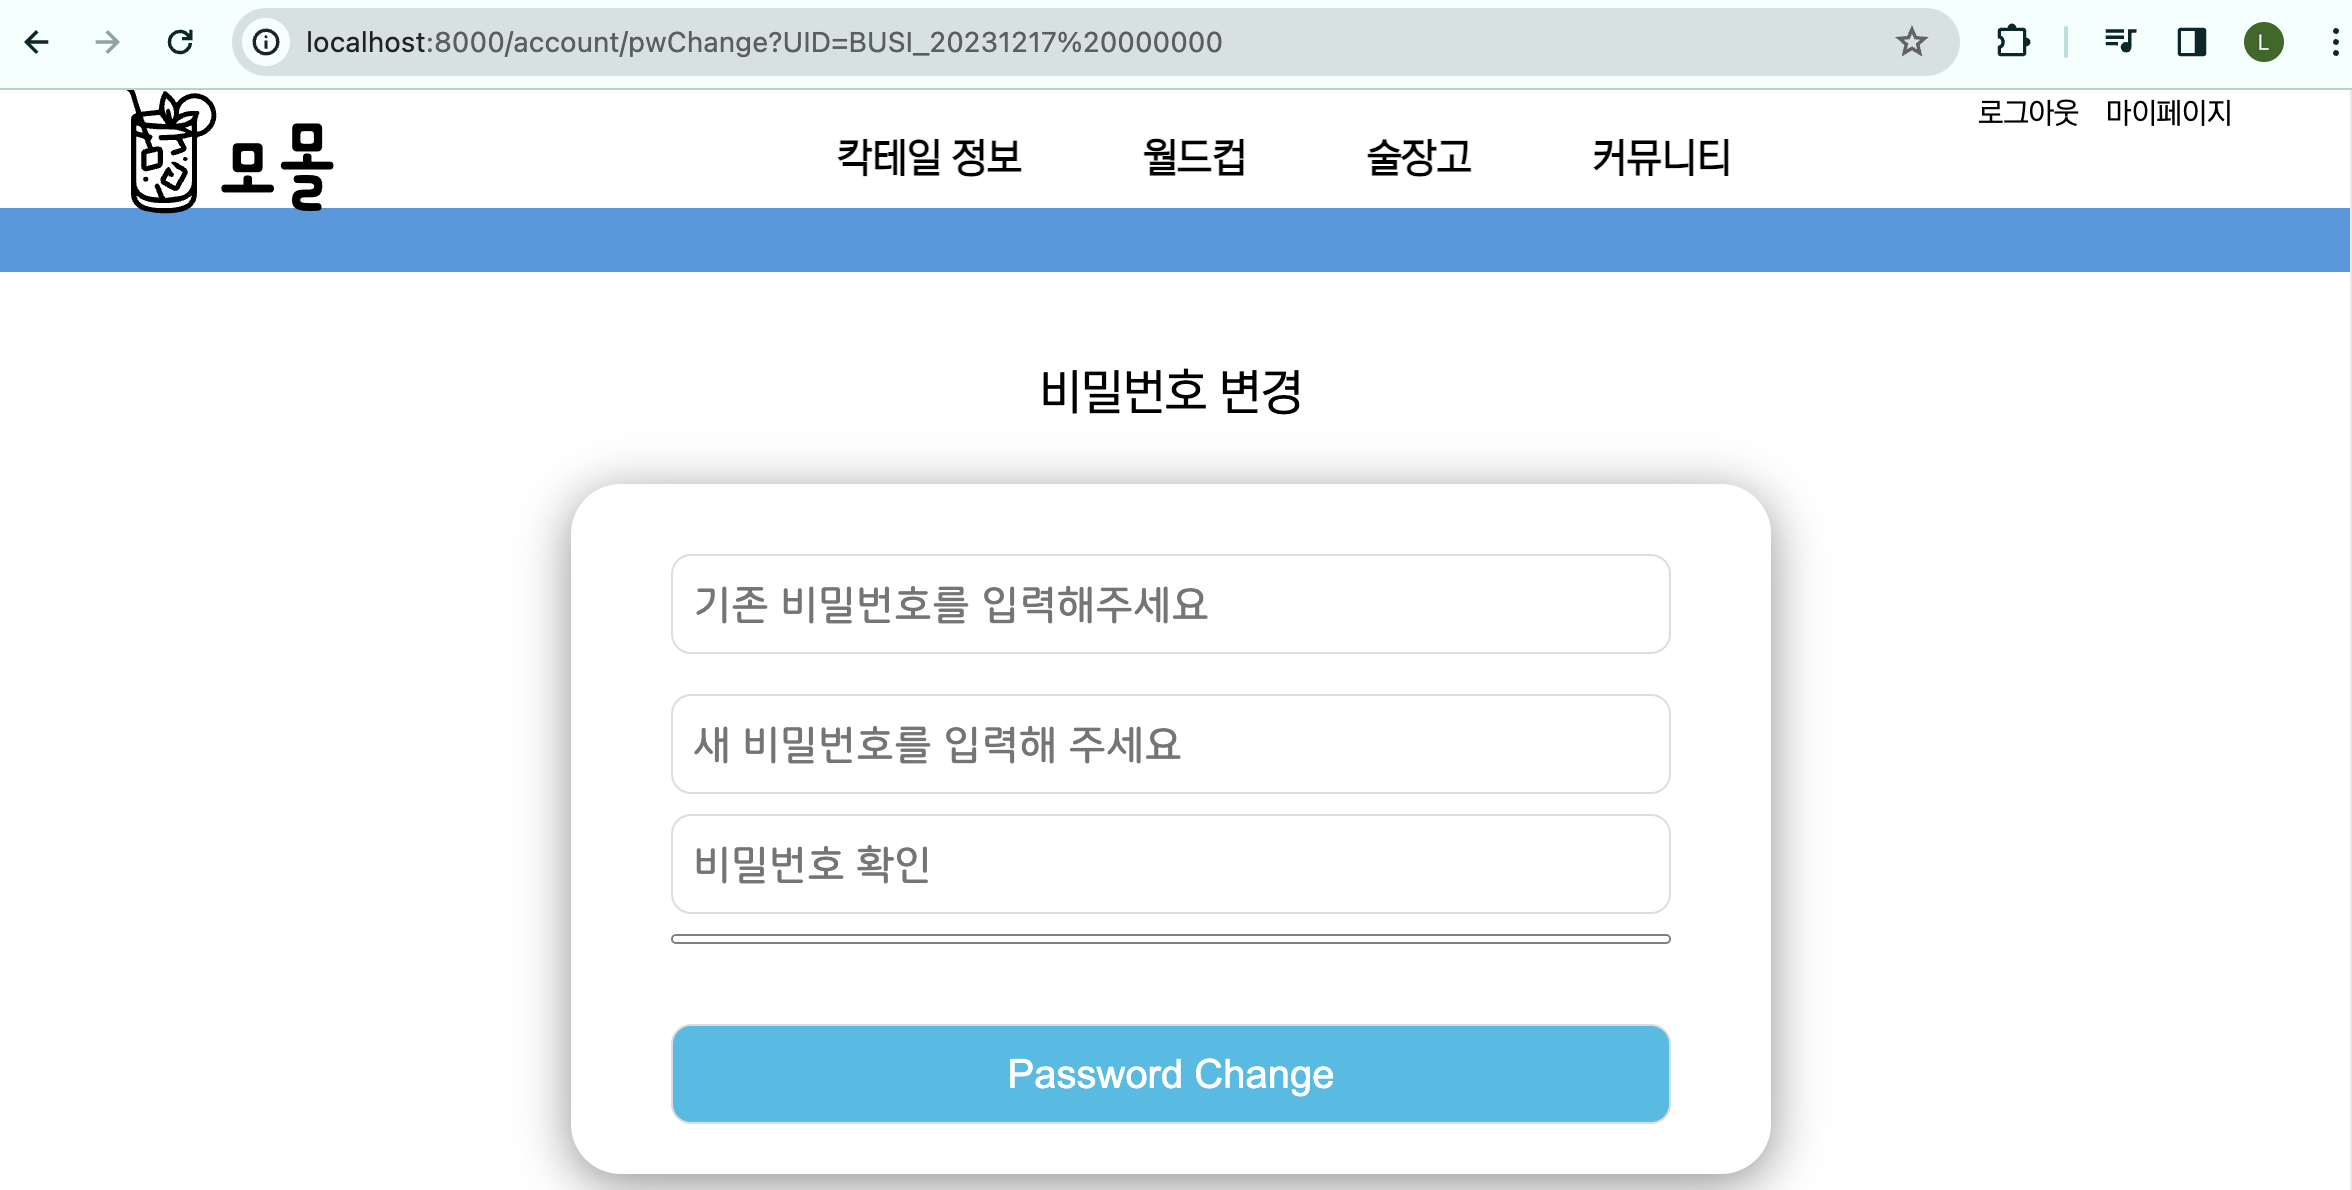 localhost:8000/account/pwChange?UID=BUSI_20231217%20000000
L
로그아웃 마이페이지
모몰
칵테일 정보 월드컵 술장고 커뮤니티
비밀번호 변경
기존 비밀번호를 입력해주세요
새 비밀번호를 입력해 주세요
비밀번호 확인
Password Change